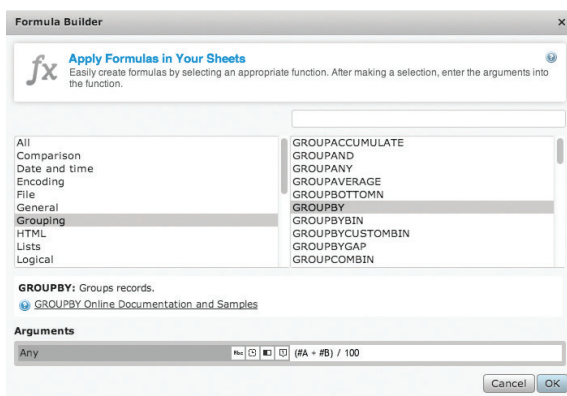 Formula Builder ×
fx
Apply Formulas in Your Sheets
Easily create formulas by selecting an appropriate function. After making a selection, enter the arguments into
the function.
All
Comparison
Date and time
Encoding
File
General
Grouping
HTML
Lists
Logical
GROUPACCUMULATE
GROUPAND
GROUPANY
GROUPAVERAGE
GROUPBOTTOMN
GROUPBY
GROUPBYBIN
GROUPBYCUSTOMBIN
GROUPBYGAP
GROUPCOMBIN
GROUPBY: Groups records.
? GROUPBY Online Documentation and Samples
Arguments
Any Abc (#A + #B) / 100
Cancel OK